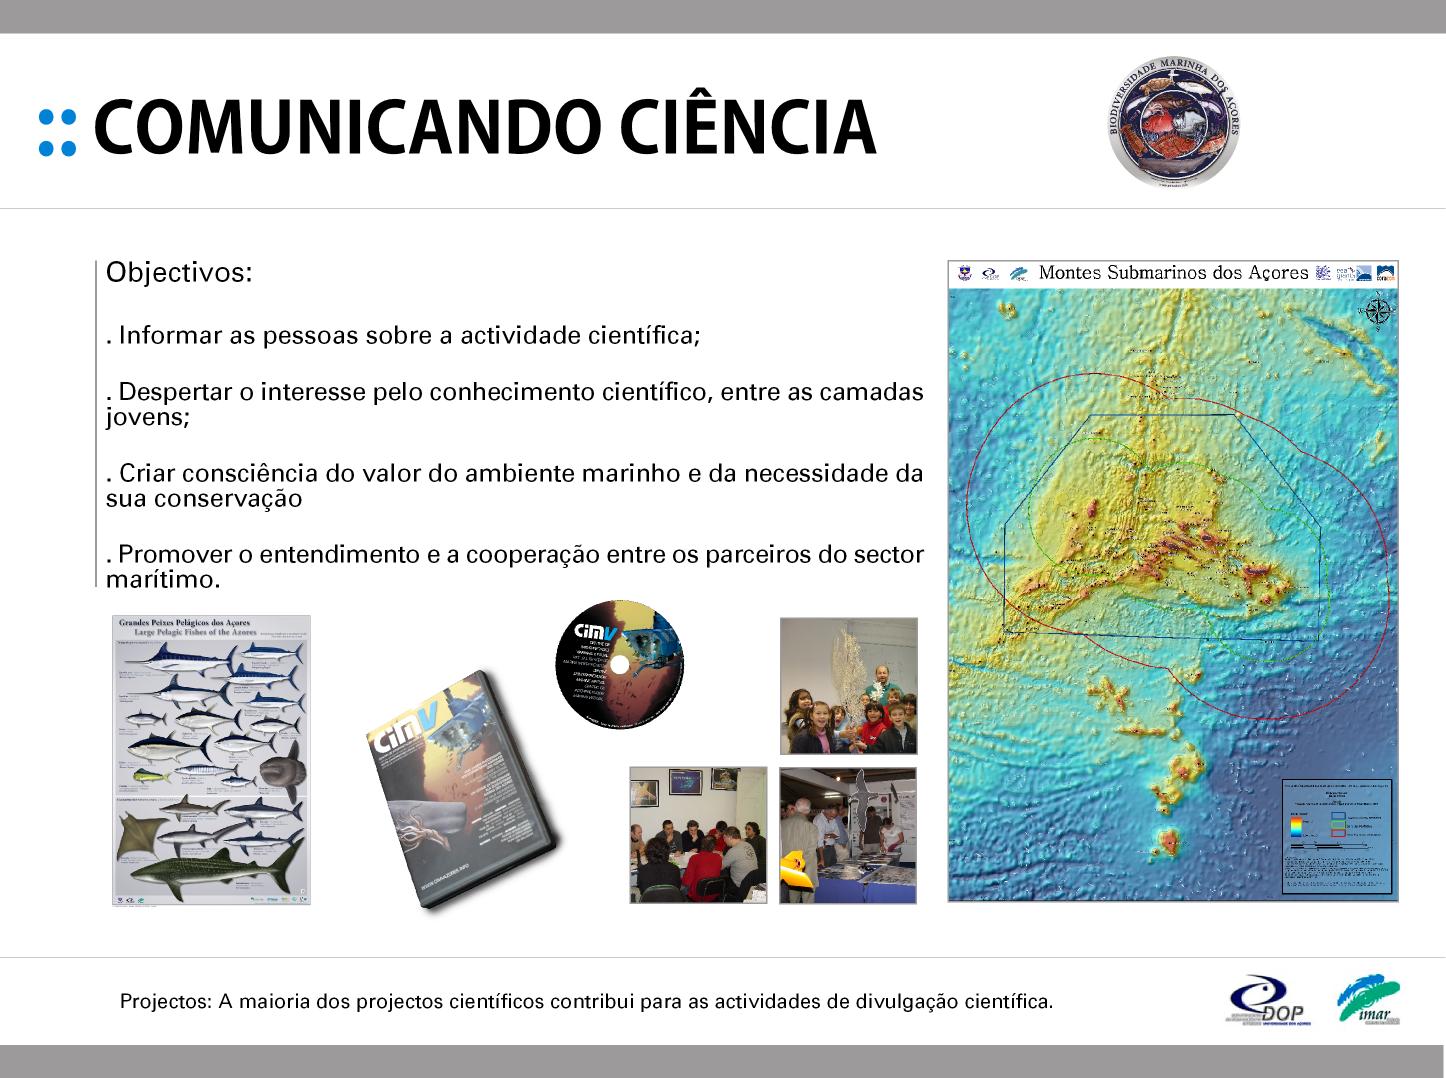 COMUNICANDO CIÊNCIA
BIODIVERSIDADE MARINHA DOS AÇORES
Objectivos:
. Informar as pessoas sobre a actividade científica;
. Despertar o interesse pelo conhecimento científico, entre as camadas
jovens;
. Criar consciência do valor do ambiente marinho e da necessidade da
sua conservação
. Promover o entendimento e a cooperação entre os parceiros do sector
marítimo.
Montes Submarinos dos Açores
Grandes Peixes Pelágicos dos Açores
Large Pelagic Fishes of the Azores
CIMV
CIMV
Projectos: A maioria dos projectos científicos contribui para as actividades de divulgação científica.
DOP
UNIVERSIDADE DOS AÇORES
imar